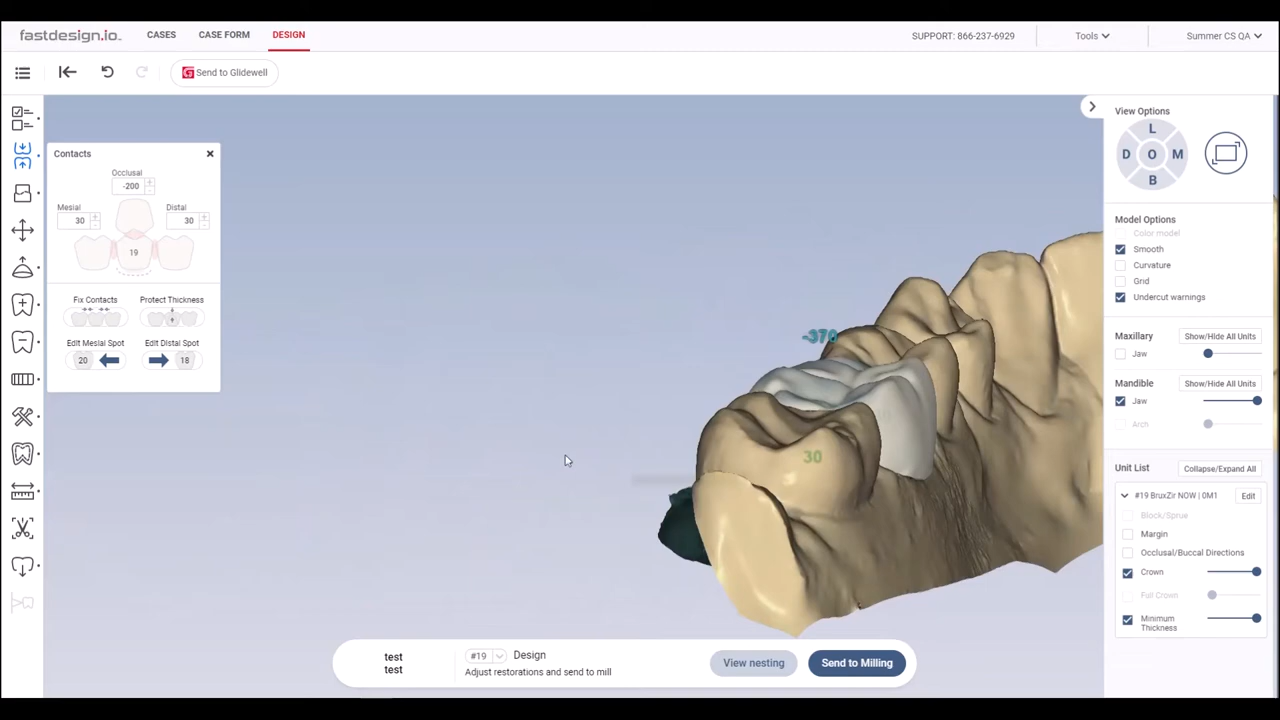 fastdesign.io
CASES
CASE FORM
DESIGN
SUPPORT: 866-237-6929
Tools
Summer CS QA
Send to Glidewell
Contacts
Occlusal
-200
Mesial
Distal
30
30
19
Fix Contacts
Protect Thickness
Edit Mesial Spot
Edit Distal Spot
20
18
-370
30
View Options
L
D
O
M
B
Model Options
Color model
Smooth
Curvature
Grid
Undercut warnings
Maxillary
Show/Hide All Units
Jaw
Mandible
Show/Hide All Units
Jaw
Arch
Unit List
Collapse/Expand All
#19 BruxZir NOW | 0M1
Edit
Block/Sprue
Margin
Occlusal/Buccal Directions
Crown
Full Crown
Minimum
Thickness
test
test
#19
Design
Adjust restorations and send to mill
View nesting
Send to Milling